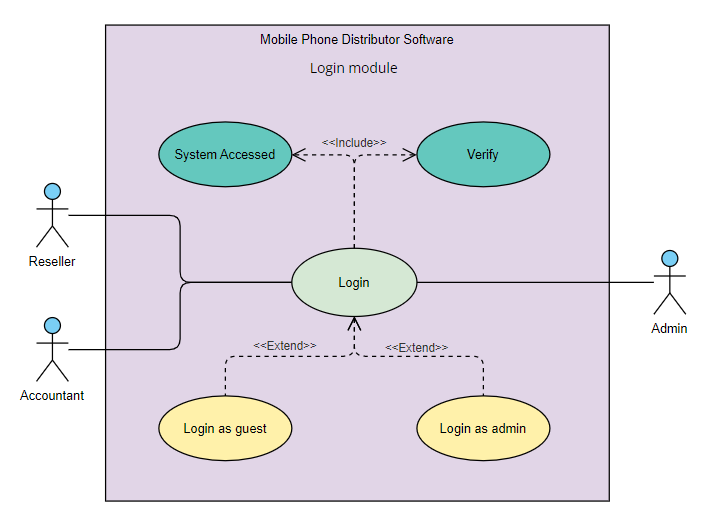 Mobile Phone Distributor Software
Login module
<<Include>>
System Accessed
Verify
Reseller
Login
Admin
<<Extend>>
<<Extend>>
Accountant
Login as guest
Login as admin